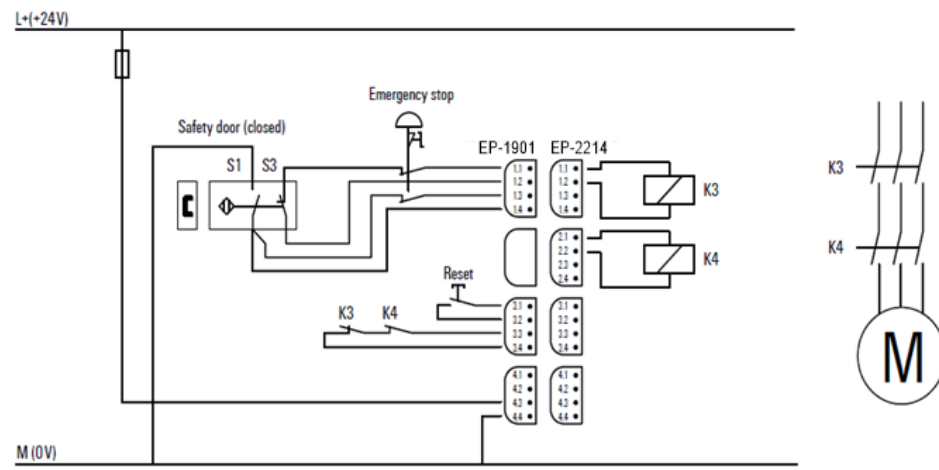 L+(+24V)
Emergency stop
Safety door (closed)
S1 S3
EP-1901 EP-2214
1.1 1.1
1.2 1.2
1.3 1.3
1.4 1.4
K3
2.1
2.2
2.3
2.4
K4
Reset
K3 K4
3.1 3.1
3.2 3.2
3.3 3.3
3.4 3.4
4.1 4.1
4.2 4.2
4.3 4.3
4.4 4.4
M (0V)
K3
K4
M